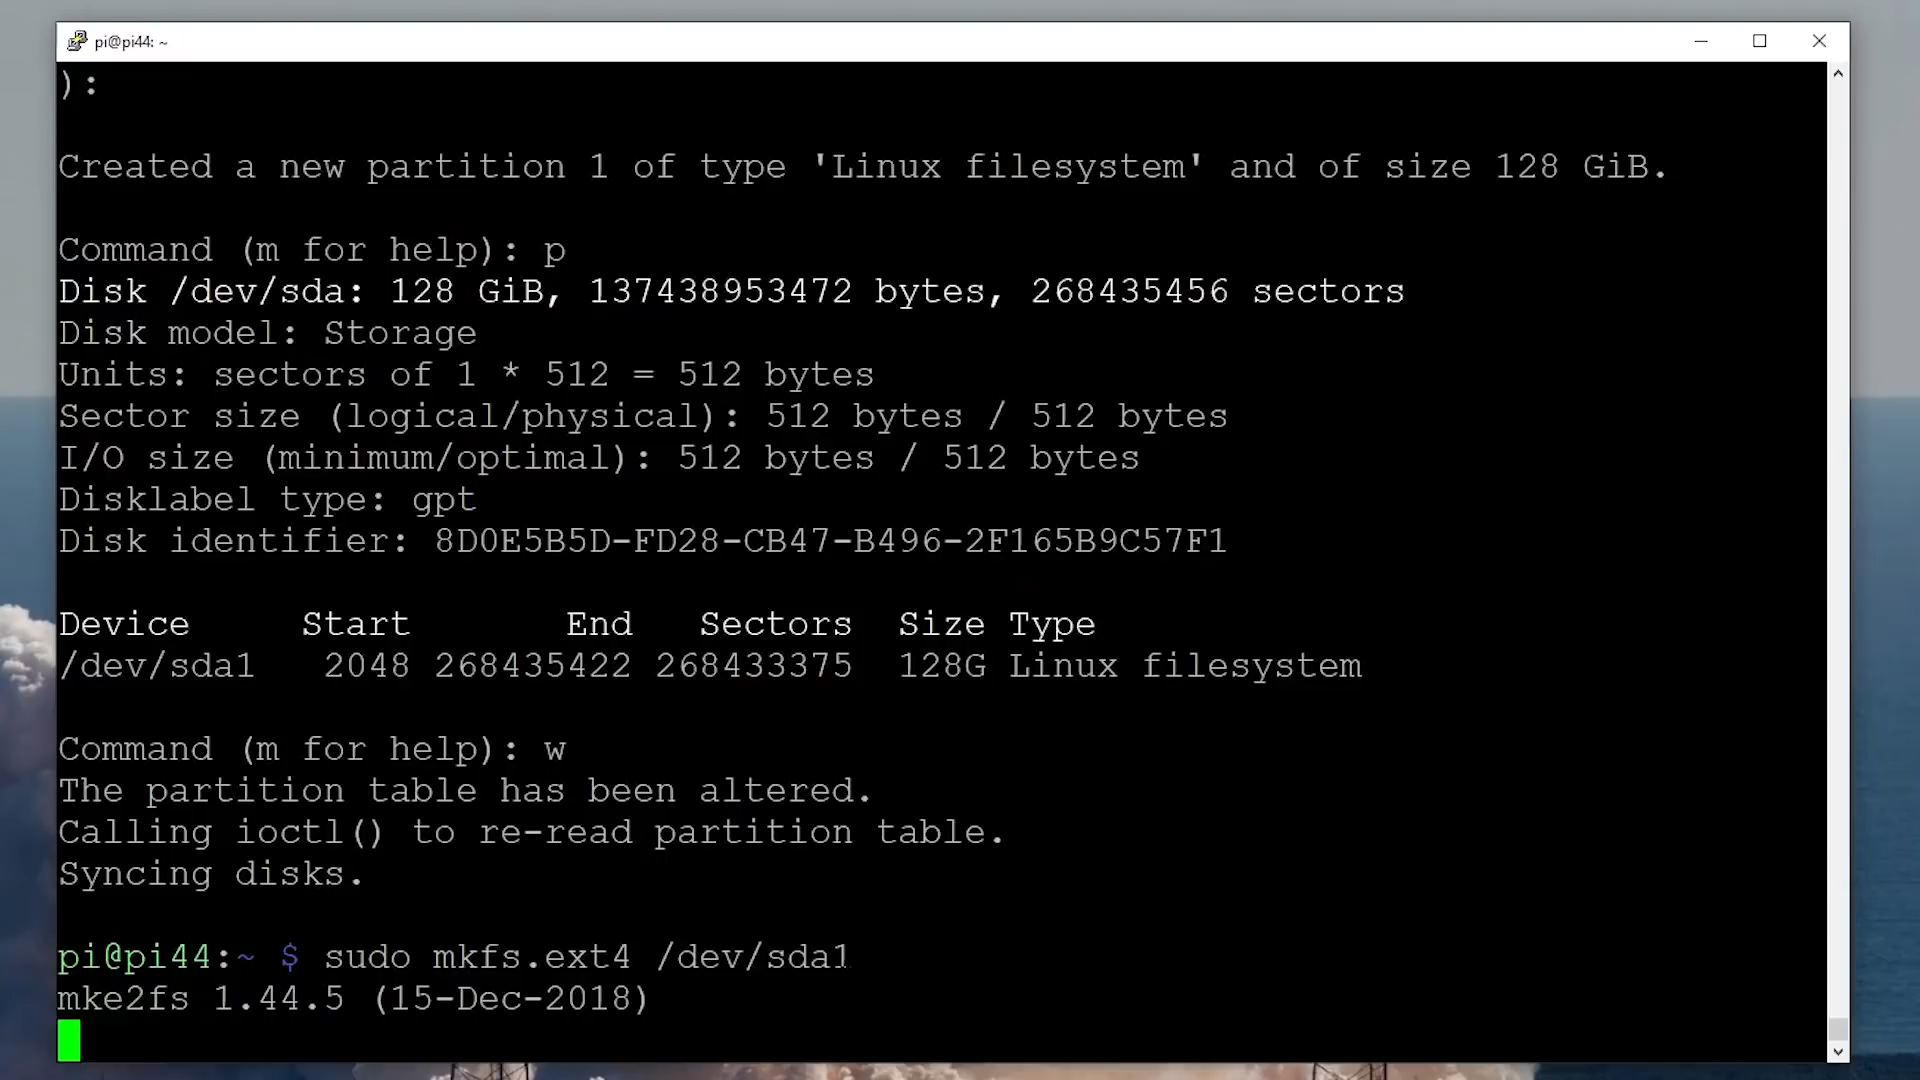 pi@pi44: ~
):
Created a new partition 1 of type 'Linux filesystem' and of size 128 GiB.
Command (m for help): p
Disk /dev/sda: 128 GiB, 137438953472 bytes, 268435456 sectors
Disk model: Storage
Units: sectors of 1 * 512 = 512 bytes
Sector size (logical/physical): 512 bytes / 512 bytes
I/O size (minimum/optimal): 512 bytes / 512 bytes
Disklabel type: gpt
Disk identifier: 8D0E5B5D-FD28-CB47-B496-2F165B9C57F1
Device     Start       End   Sectors  Size Type
/dev/sda1   2048 268435422 268433375  128G Linux filesystem
Command (m for help): w
The partition table has been altered.
Calling ioctl() to re-read partition table.
Syncing disks.
pi@pi44:~ $ sudo mkfs.ext4 /dev/sda1
mke2fs 1.44.5 (15-Dec-2018)